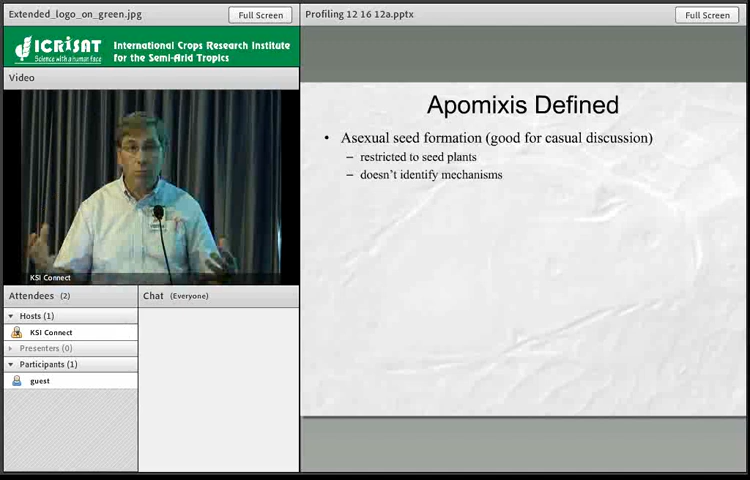 Extended_logo_on_green.jpg
Full Screen
Profiling 12 16 12a.pptx
Full Screen
ICRISAT
Science with a human face
International Crops Research Institute
for the Semi-Arid Tropics
Video
KSI Connect
Apomixis Defined
• Asexual seed formation (good for casual discussion)
– restricted to seed plants
– doesn't identify mechanisms
Attendees (2)
Chat (Everyone)
Hosts (1)
KSI Connect
Presenters (0)
Participants (1)
guest